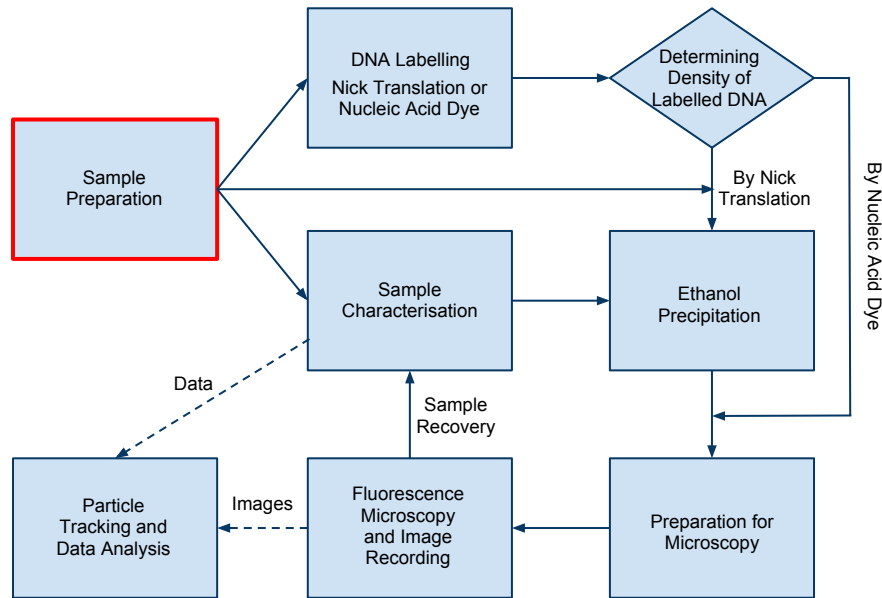 DNA Labelling
Nick Translation or
Nucleic Acid Dye
Determining
Density of
Labelled DNA
Sample
Preparation
By Nick
Translation
By Nucleic Acid Dye
Sample
Characterisation
Ethanol
Precipitation
Data
Sample
Recovery
Particle
Tracking and
Data Analysis
Images
Fluorescence
Microscopy
and Image
Recording
Preparation for
Microscopy